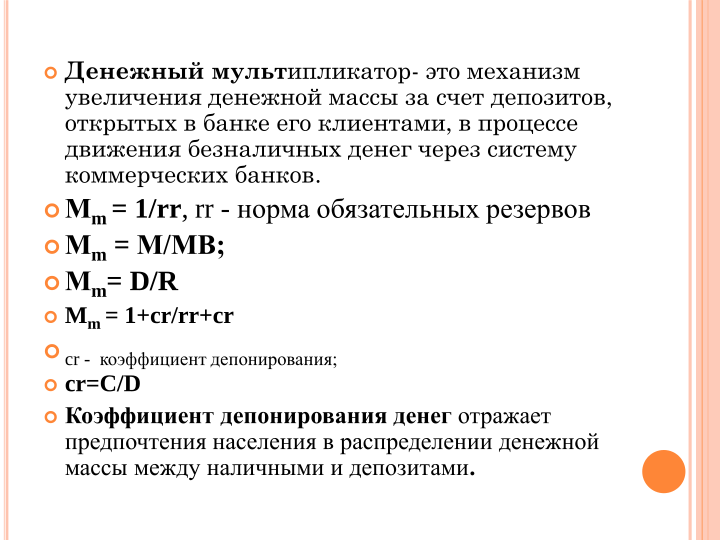 Денежный мультипликатор- это механизм
увеличения денежной массы за счет депозитов,
открытых в банке его клиентами, в процессе
движения безналичных денег через систему
коммерческих банков.
Mm = 1/rr, rr - норма обязательных резервов
Mm = M/MB;
Mm= D/R
Mm = 1+cr/rr+cr
cr - коэффициент депонирования;
cr=C/D
Коэффициент депонирования денег отражает
предпочтения населения в распределении денежной
массы между наличными и депозитами.